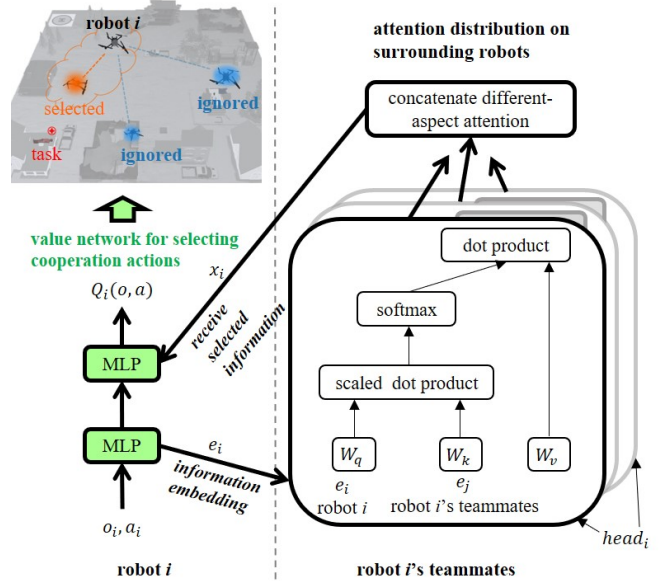 robot i
selected
ignored
ignored
task
value network for selecting
cooperation actions
Q_i(o, a)
MLP
MLP
o_i, a_i
robot i
x_i
receive
selected
information
e_i
information
embedding
attention distribution on
surrounding robots
concatenate different-
aspect attention
dot product
softmax
scaled dot product
W_q
W_k
W_v
e_i
e_j
robot i
robot i's teammates
head_i
robot i's teammates